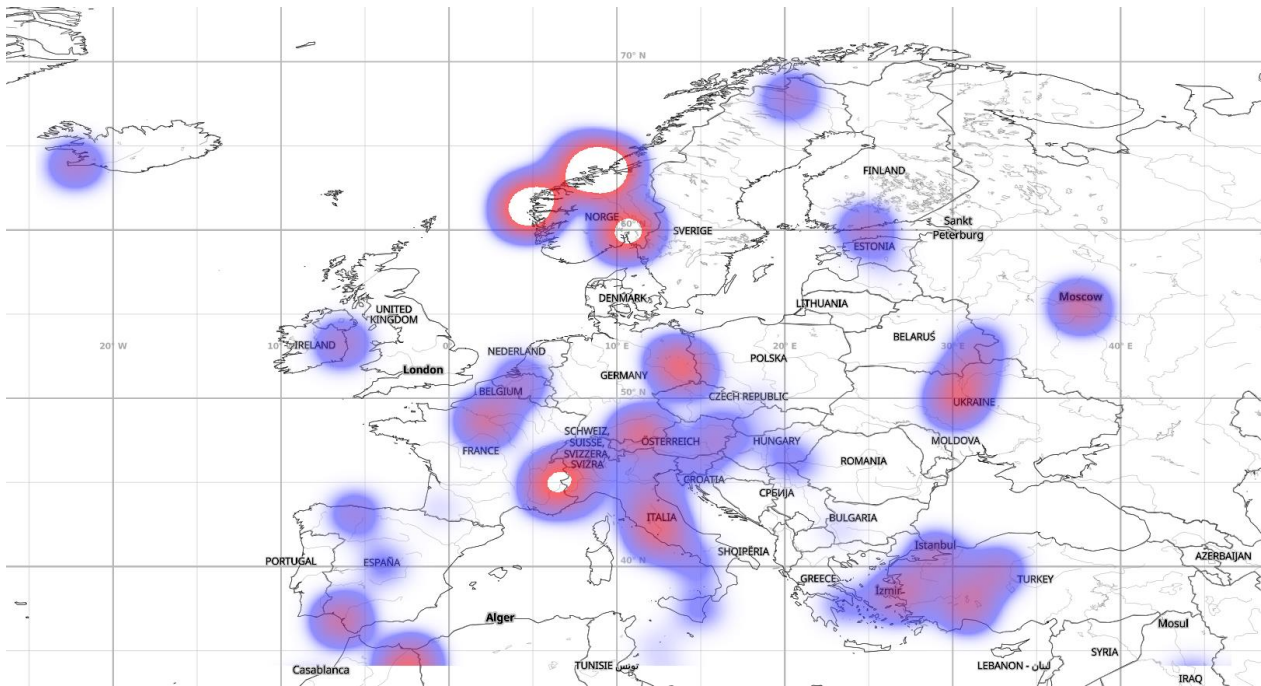 70° N
FINLAND
NORGE
60° N
SVERIGE
Sankt
Peterburg
ESTONIA
DENMARK
Moscow
LITHUANIA
UNITED
KINGDOM
BELARUŚ
20° W
10° W
IRELAND
0°
NEDERLAND
10° E
20° E
40° E
POLSKA
London
GERMANY
BELGIUM
50° N
CZECH REPUBLIC
UKRAINE
SCHWEIZ,
SUISSE,
SVIZZERA,
SVIZRA
ÖSTERREICH
HUNGARY
MOLDOVA
FRANCE
ROMANIA
CROATIA
СРБИЈА
ITALIA
BULGARIA
Istanbul
SHQIPËRIA
PORTUGAL
ESPAÑA
40° N
AZERBAIJAN
GREECE
TURKEY
İzmir
Alger
Mosul
SYRIA
Casablanca
TUNISIE تونس
LEBANON - لبنان
IRAQ